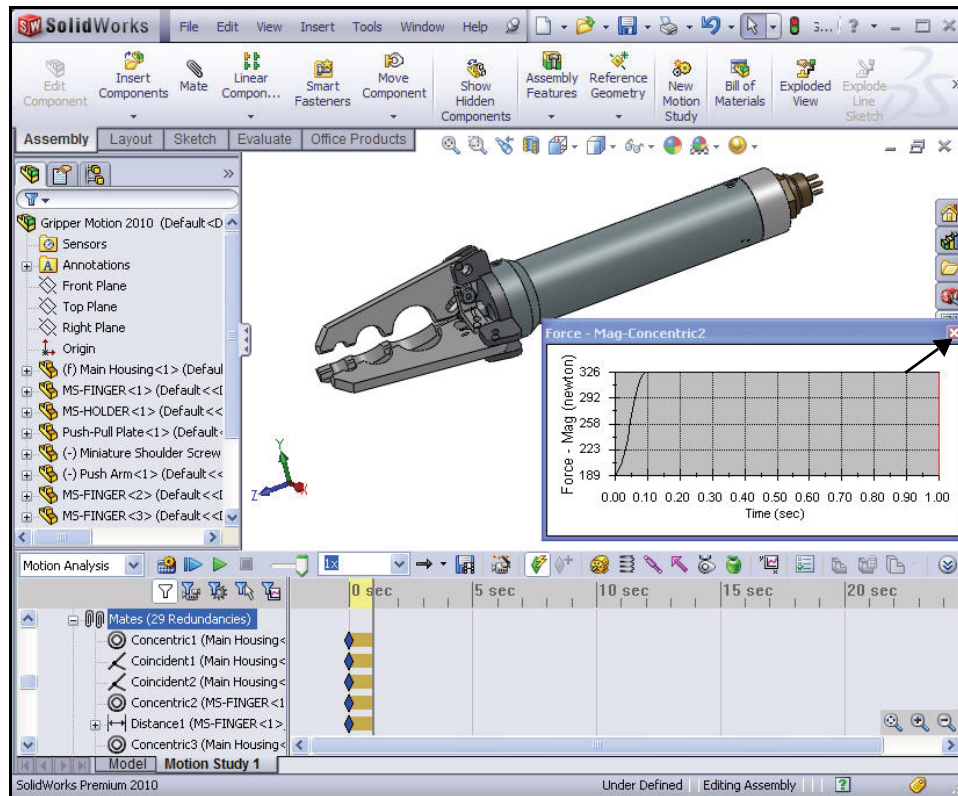 SolidWorks File Edit View Insert Tools Window Help S... ?
Edit Component
Insert Components
Mate
Linear Compon...
Smart Fasteners
Move Component
Show Hidden Components
Assembly Features
Reference Geometry
New Motion Study
Bill of Materials
Exploded View
Explode Line Sketch
Assembly Layout Sketch Evaluate Office Products
Gripper Motion 2010 (Default<D
Sensors
Annotations
Front Plane
Top Plane
Right Plane
Origin
(f) Main Housing<1> (Defaul
MS-FINGER<1> (Default<<
MS-HOLDER<1> (Default<<
Push-Pull Plate<1> (Default<
(-) Miniature Shoulder Screw
(-) Push Arm<1> (Default<<
MS-FINGER<2> (Default<<
MS-FINGER<3> (Default<<
Y
Z
X
Force - Mag-Concentric2
Force - Mag (newton)
326
292
258
223
189
0.00 0.10 0.20 0.30 0.40 0.50 0.60 0.70 0.80 0.90 1.00
Time (sec)
Motion Analysis 1x
0 sec 5 sec 10 sec 15 sec 20 sec
Mates (29 Redundancies)
Concentric1 (Main Housing<
Coincident1 (Main Housing<
Coincident2 (Main Housing<
Concentric2 (MS-FINGER<1
Distance1 (MS-FINGER<1>
Concentric3 (Main Housing<
Model Motion Study 1
SolidWorks Premium 2010 Under Defined Editing Assembly ?